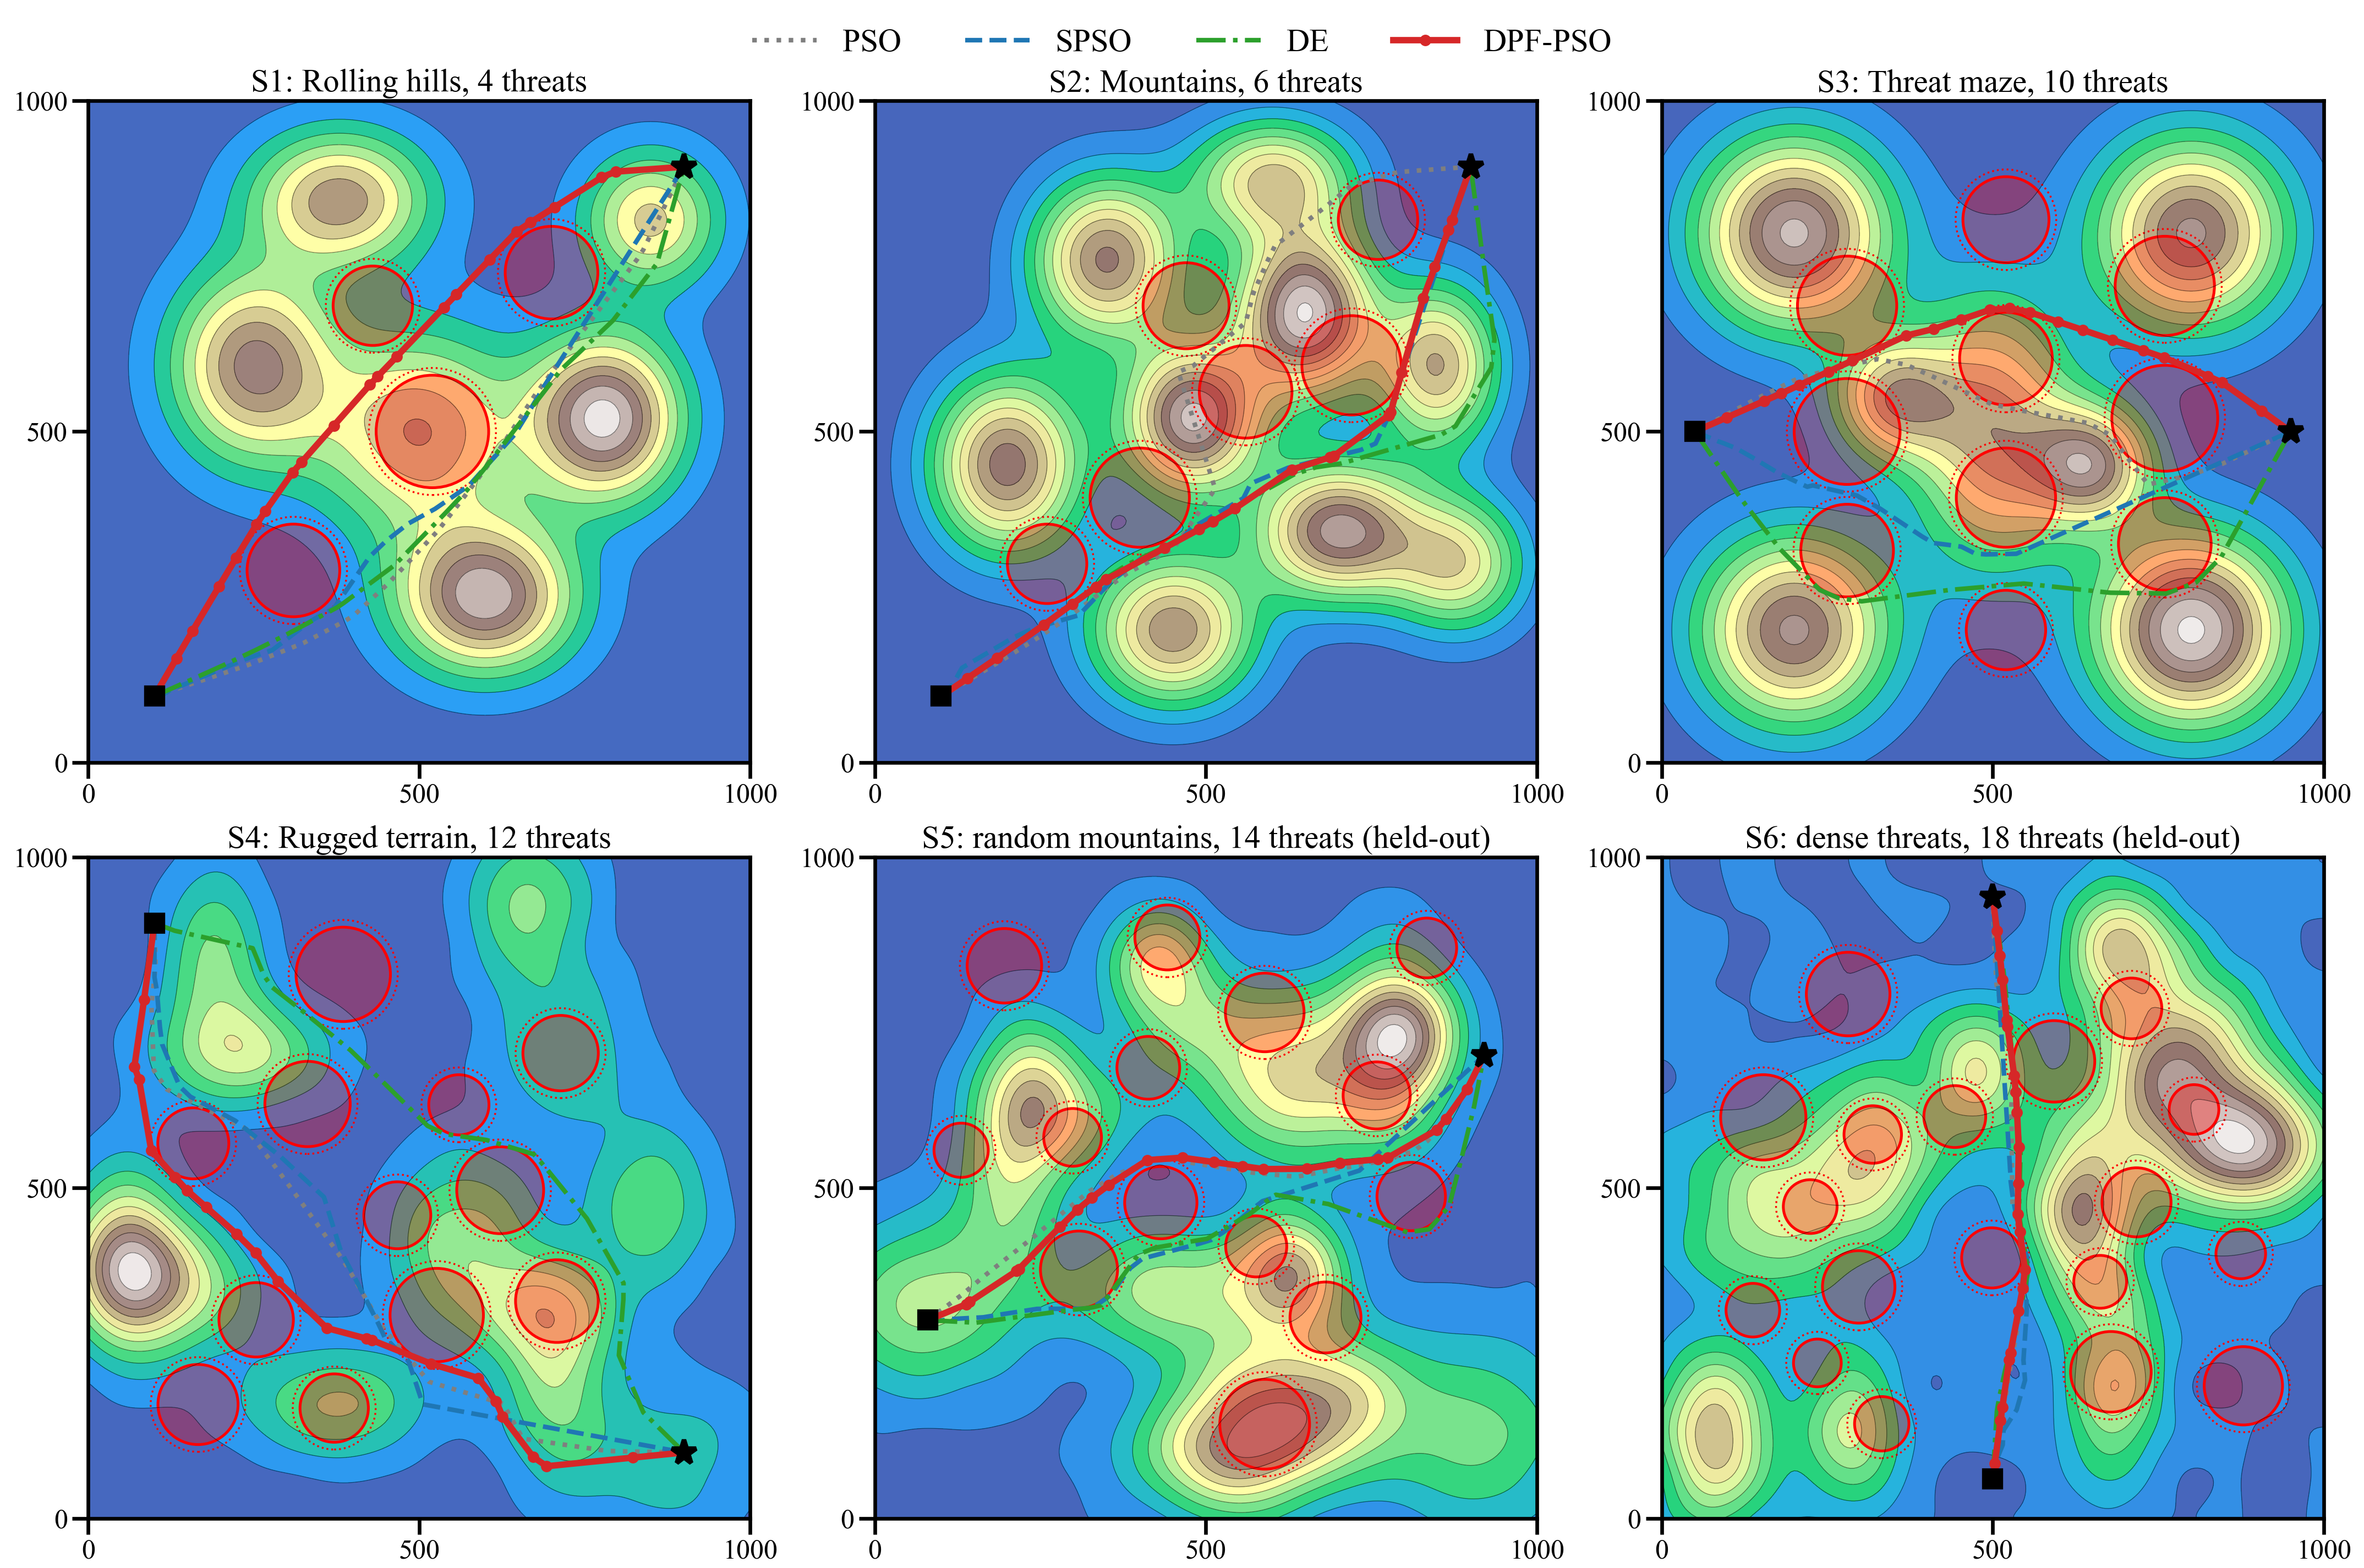 PSO SPSO DE DPF-PSO
S1: Rolling hills, 4 threats
S2: Mountains, 6 threats
S3: Threat maze, 10 threats
1000
500
0
0 500 1000
1000
500
0
0 500 1000
1000
500
0
0 500 1000
S4: Rugged terrain, 12 threats
S5: random mountains, 14 threats (held-out)
S6: dense threats, 18 threats (held-out)
1000
500
0
0 500 1000
1000
500
0
0 500 1000
1000
500
0
0 500 1000